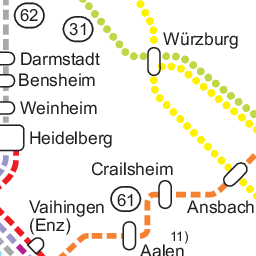 62
31
Würzburg
Darmstadt
Bensheim
Weinheim
Heidelberg
Crailsheim
61
Vaihingen
(Enz)
Ansbach
11)
Aalen